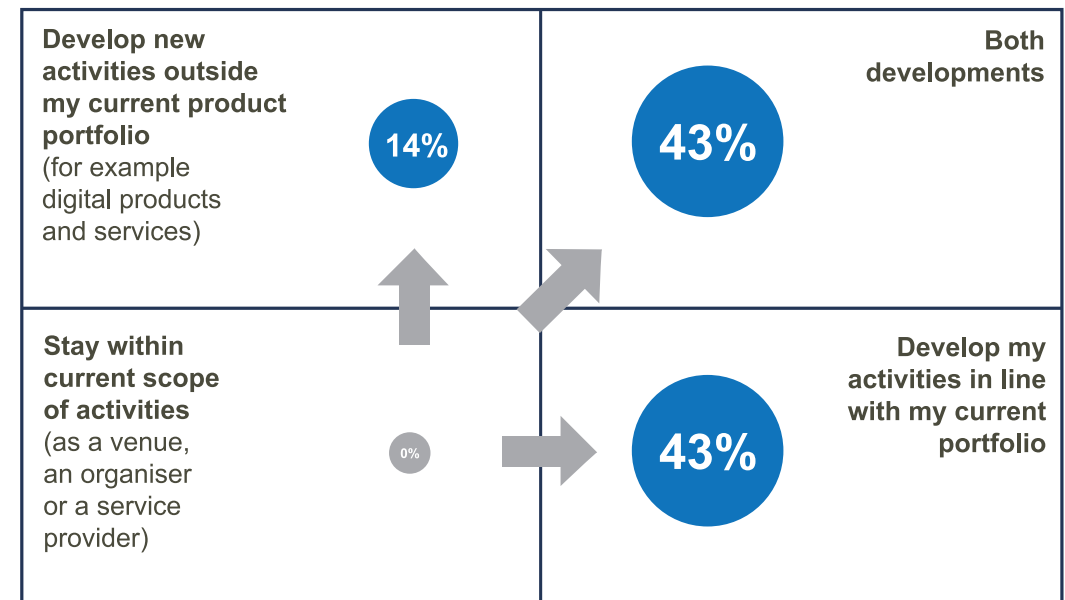 Develop new
activities outside
my current product
portfolio
(for example
digital products
and services)
14%
Both
developments
43%
Stay within
current scope
of activities
(as a venue,
an organiser
or a service
provider)
0%
Develop my
activities in line
with my current
portfolio
43%